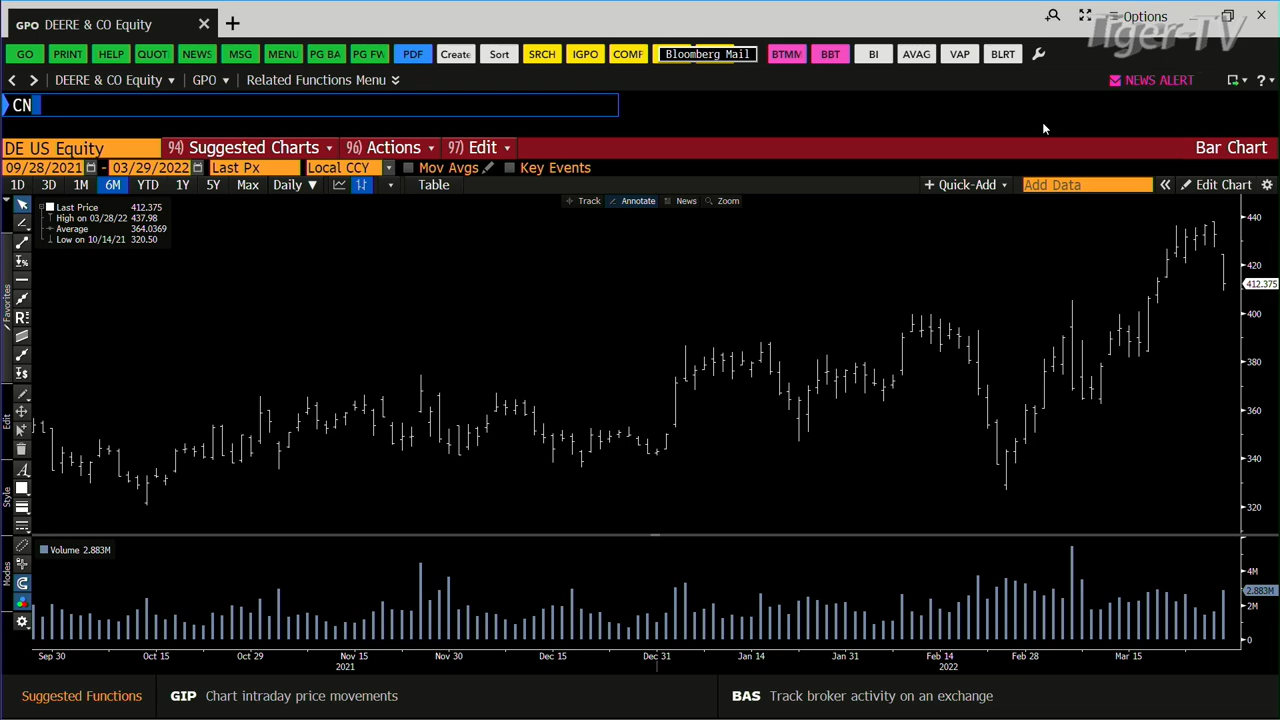 GPO DEERE & CO Equity
Options
Tiger-TV
GO PRINT HELP QUOT NEWS MSG MENU PG BA PG FW PDF Create Sort SRCH IGPO COMF Bloomberg Mail BTMM BBT BI AVAG VAP BLRT
DEERE & CO Equity GPO Related Functions Menu
NEWS ALERT
?
CN
DE US Equity 94) Suggested Charts 96) Actions 97) Edit Bar Chart
09/28/2021 - 03/29/2022 Last Px Local CCY Mov Avgs Key Events
1D 3D 1M 6M YTD 1Y 5Y Max Daily Table + Quick-Add Add Data Edit Chart
Track Annotate News Zoom
Last Price 412.375
High on 03/28/22 437.98
Average 364.0369
Low on 10/14/21 320.50
Favorites
Edit
Style
Modes
440
420
412.375
400
380
360
340
320
Volume 2.883M
4M
2.883M
2M
0
Sep 30 Oct 15 Oct 29 Nov 15 Nov 30 Dec 15 Dec 31 Jan 14 Jan 31 Feb 14 Feb 28 Mar 15
2021 2022
Suggested Functions GIP Chart intraday price movements BAS Track broker activity on an exchange